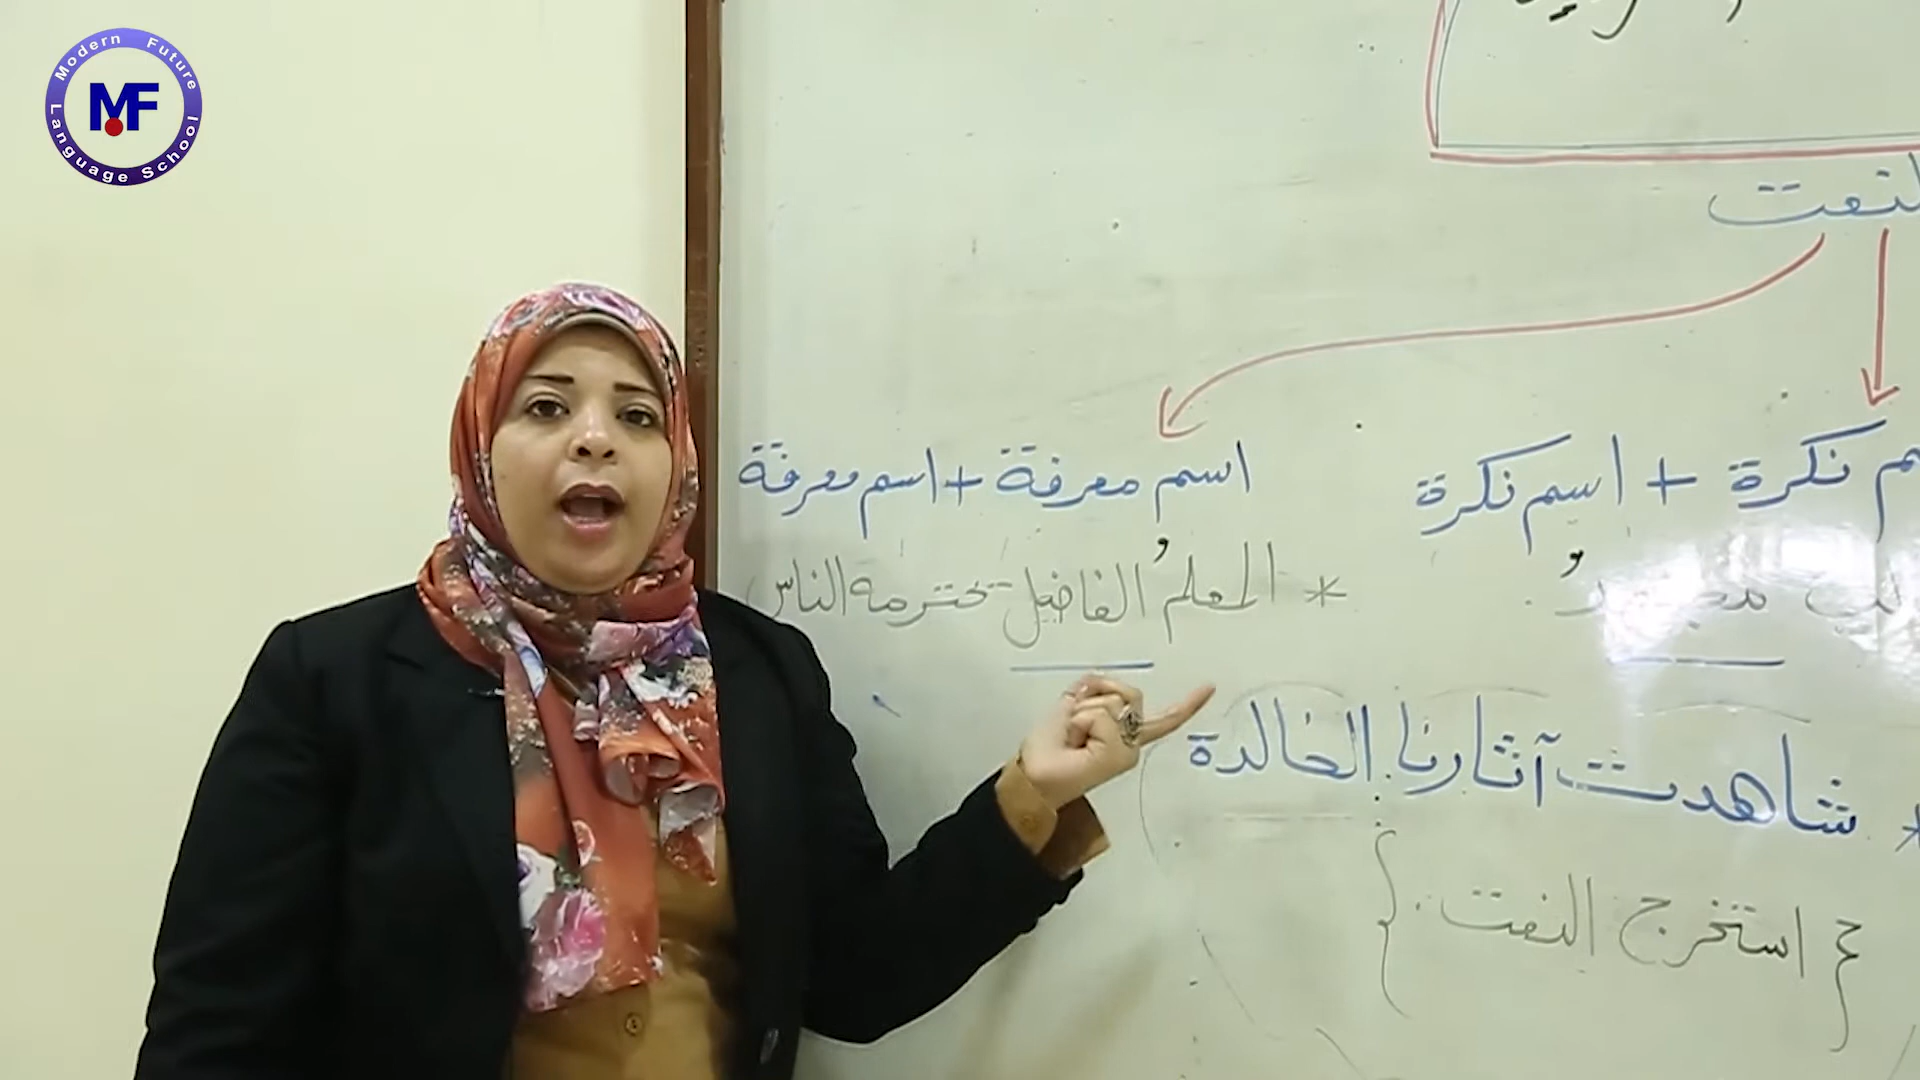 Modern Future
Language School
MF
النعت
اسم نكرة + اسم نكرة
اسم معرفة + اسم معرفة
* المعلمُ الفاضل تحترمه الناس
* شاهدت آثارنا الخالدة
{ استخرج النعت }